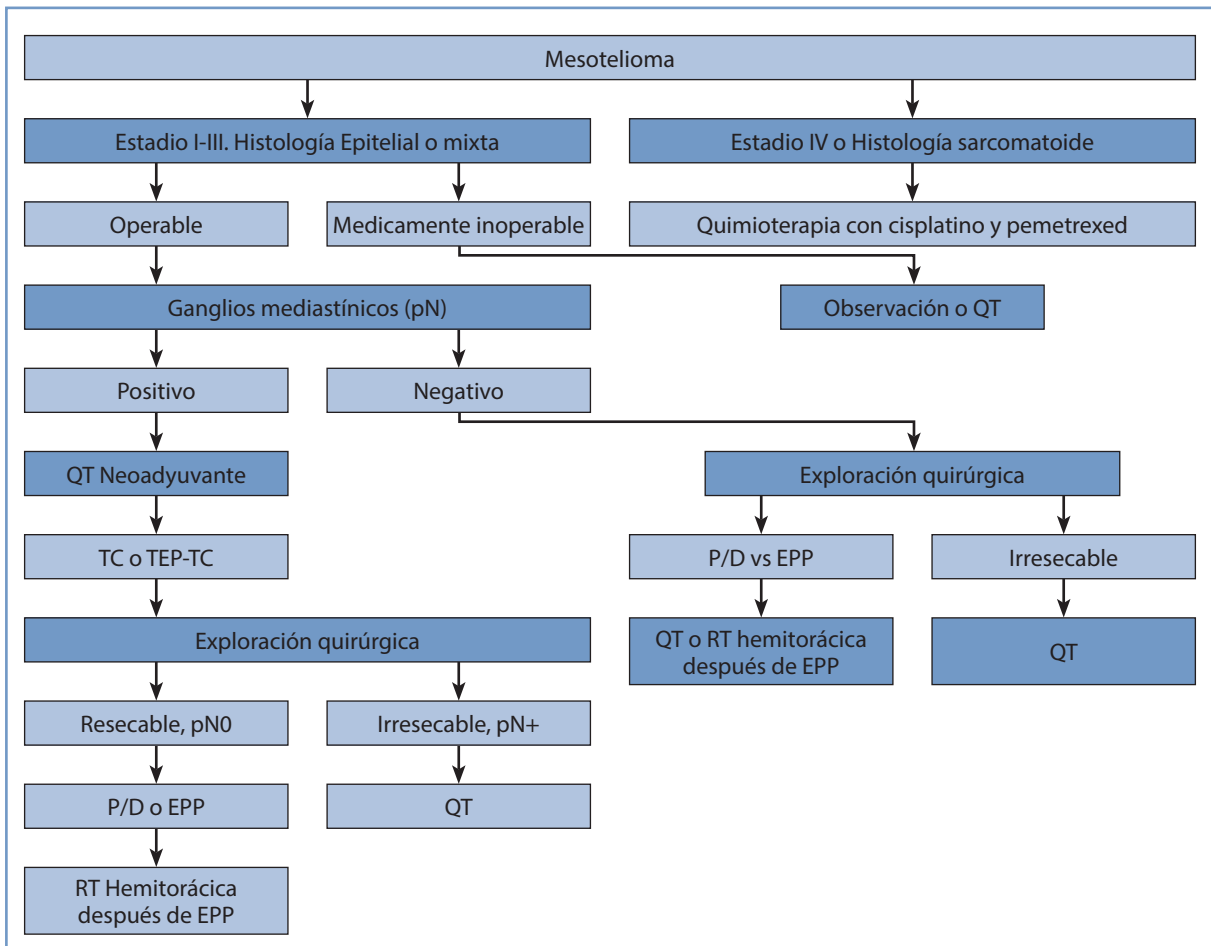 Mesotelioma
Estadio I-III. Histología Epitelial o mixta
Estadio IV o Histología sarcomatoide
Operable
Medicamente inoperable
Quimioterapia con cisplatino y pemetrexed
Ganglios mediastínicos (pN)
Observación o QT
Positivo
Negativo
QT Neoadyuvante
Exploración quirúrgica
TC o TEP-TC
P/D vs EPP
Irresecable
Exploración quirúrgica
QT o RT hemitorácica
después de EPP
QT
Resecable, pN0
Irresecable, pN+
P/D o EPP
QT
RT Hemitorácica
después de EPP